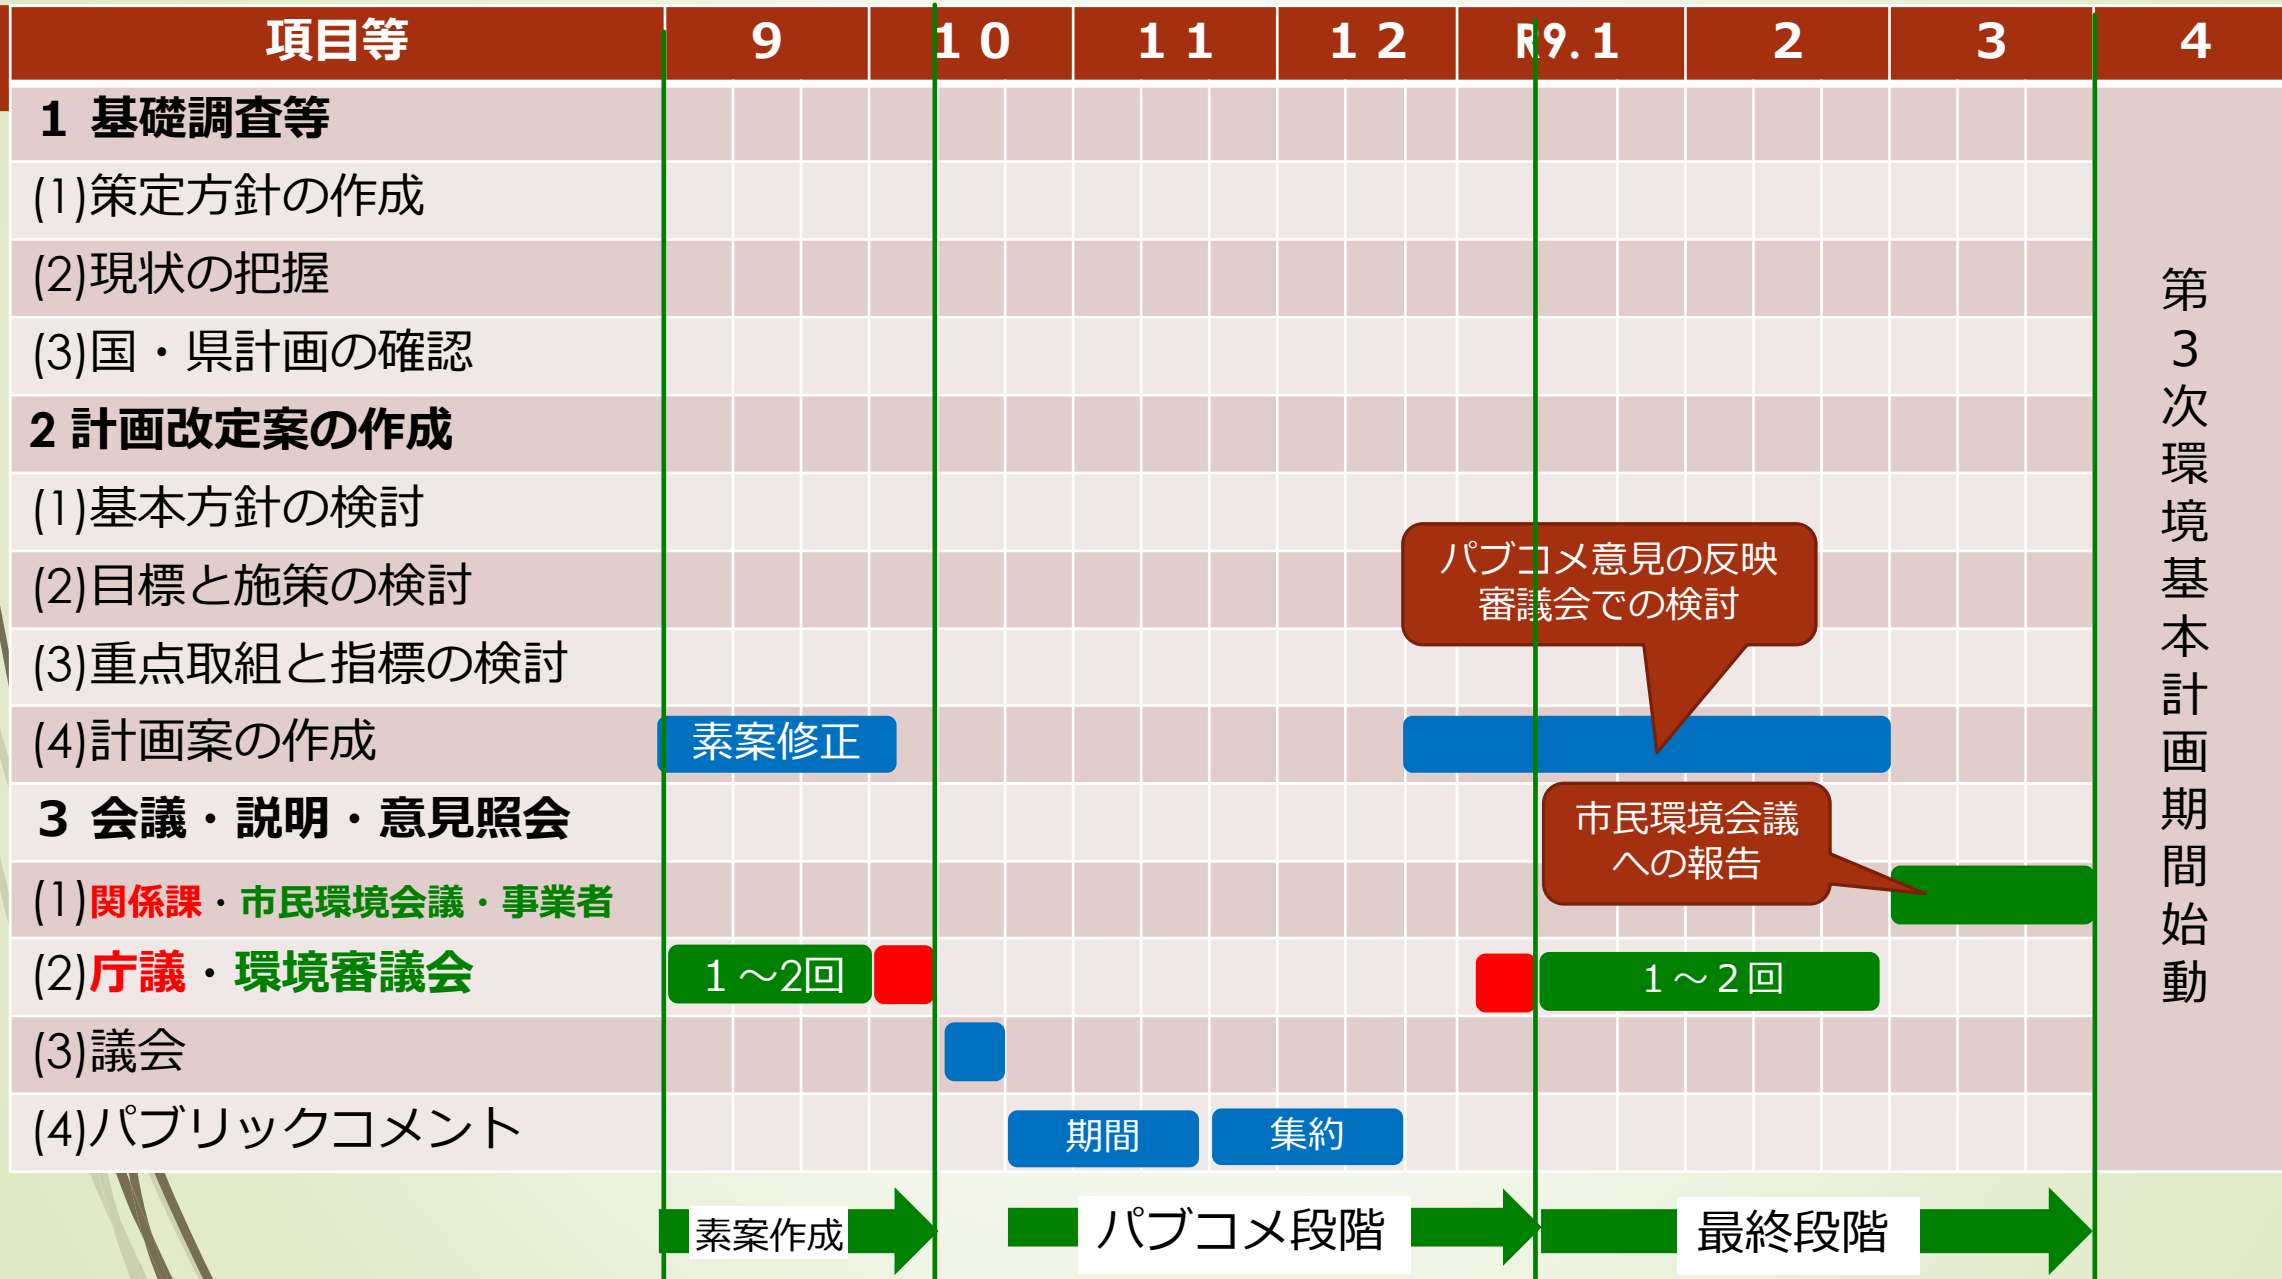 項目等 9 １０ １１ １２ R9.1 2 3 4
1 基礎調査等
(1)策定方針の作成
(2)現状の把握
(3)国・県計画の確認
2 計画改定案の作成
(1)基本方針の検討
(2)目標と施策の検討
(3)重点取組と指標の検討
(4)計画案の作成
素案修正
パブコメ意見の反映
審議会での検討
3 会議・説明・意見照会
(1)関係課・市民環境会議・事業者
市民環境会議
への報告
(2)庁議・環境審議会
１～2回
１～２回
(3)議会
(4)パブリックコメント
期間
集約
第３次環境基本計画期間始動
素案作成
パブコメ段階
最終段階